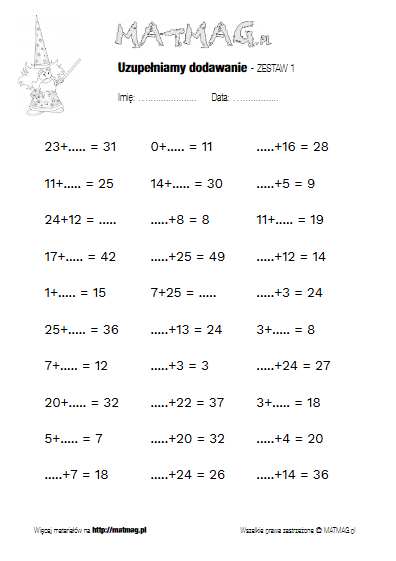 MATMAG.PL
Uzupełniamy dodawanie - ZESTAW 1
Imię: ........................ Data: ..................
23+..... = 31 0+..... = 11 .....+16 = 28
11+..... = 25 14+..... = 30 .....+5 = 9
24+12 = ..... .....+8 = 8 11+..... = 19
17+..... = 42 .....+25 = 49 .....+12 = 14
1+..... = 15 7+25 = ..... .....+3 = 24
25+..... = 36 .....+13 = 24 3+..... = 8
7+..... = 12 .....+3 = 3 .....+24 = 27
20+..... = 32 .....+22 = 37 3+..... = 18
5+..... = 7 .....+20 = 32 .....+4 = 20
.....+7 = 18 .....+24 = 26 .....+14 = 36
Więcej materiałów na http://matmag.pl Wszelkie prawa zastrzeżone © MATMAG.pl